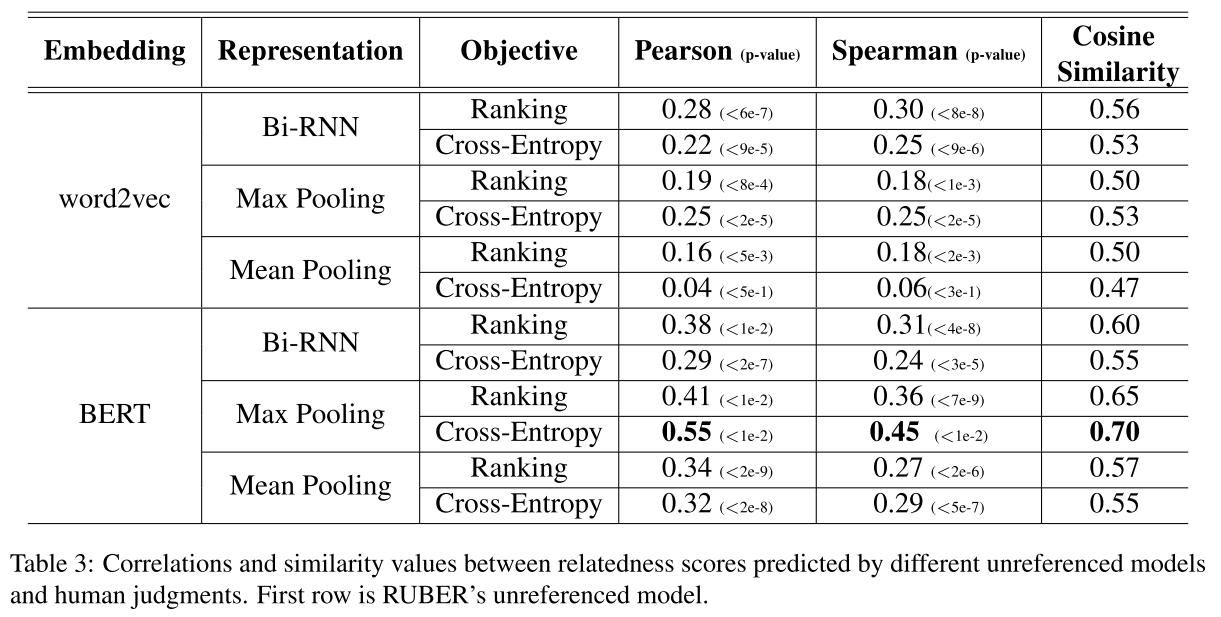 Embedding Representation Objective Pearson (p-value) Spearman (p-value) Cosine Similarity
word2vec Bi-RNN Ranking 0.28 (<6e-7) 0.30 (<8e-8) 0.56
Cross-Entropy 0.22 (<9e-5) 0.25 (<9e-6) 0.53
Max Pooling Ranking 0.19 (<8e-4) 0.18(<1e-3) 0.50
Cross-Entropy 0.25 (<2e-5) 0.25(<2e-5) 0.53
Mean Pooling Ranking 0.16 (<5e-3) 0.18(<2e-3) 0.50
Cross-Entropy 0.04 (<5e-1) 0.06(<3e-1) 0.47
BERT Bi-RNN Ranking 0.38 (<1e-2) 0.31(<4e-8) 0.60
Cross-Entropy 0.29 (<2e-7) 0.24 (<3e-5) 0.55
Max Pooling Ranking 0.41 (<1e-2) 0.36 (<7e-9) 0.65
Cross-Entropy 0.55 (<1e-2) 0.45 (<1e-2) 0.70
Mean Pooling Ranking 0.34 (<2e-9) 0.27 (<2e-6) 0.57
Cross-Entropy 0.32 (<2e-8) 0.29 (<5e-7) 0.55
Table 3: Correlations and similarity values between relatedness scores predicted by different unreferenced models
and human judgments. First row is RUBER's unreferenced model.